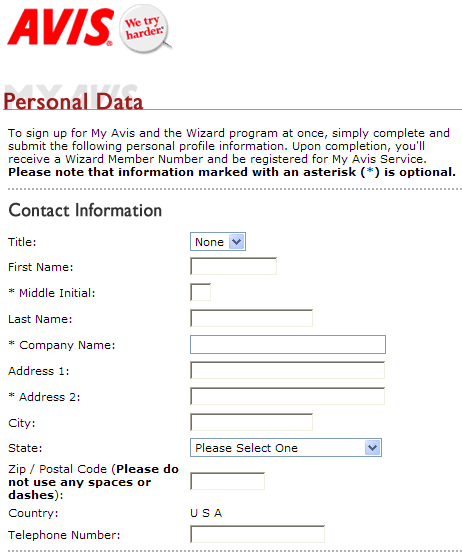 AVIS®
We try
harder.®
MY AVIS
Personal Data
To sign up for My Avis and the Wizard program at once, simply complete and
submit the following personal profile information. Upon completion, you'll
receive a Wizard Member Number and be registered for My Avis Service.
Please note that information marked with an asterisk (*) is optional.
Contact Information
Title: None
First Name:
* Middle Initial:
Last Name:
* Company Name:
Address 1:
* Address 2:
City:
State: Please Select One
Zip / Postal Code (Please do
not use any spaces or
dashes):
Country: U S A
Telephone Number: